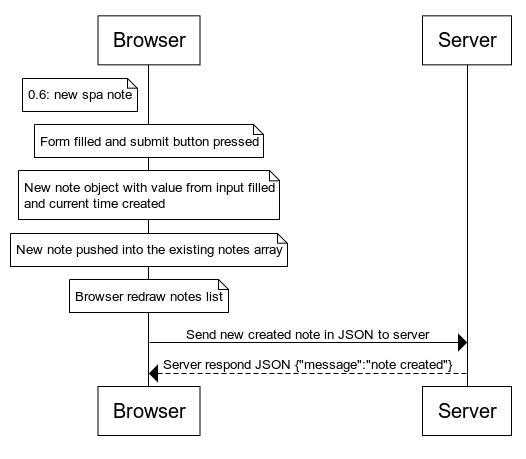 Browser
Server
0.6: new spa note
Form filled and submit button pressed
New note object with value from input filled
and current time created
New note pushed into the existing notes array
Browser redraw notes list
Send new created note in JSON to server
Server respond JSON {"message":"note created"}
Browser
Server